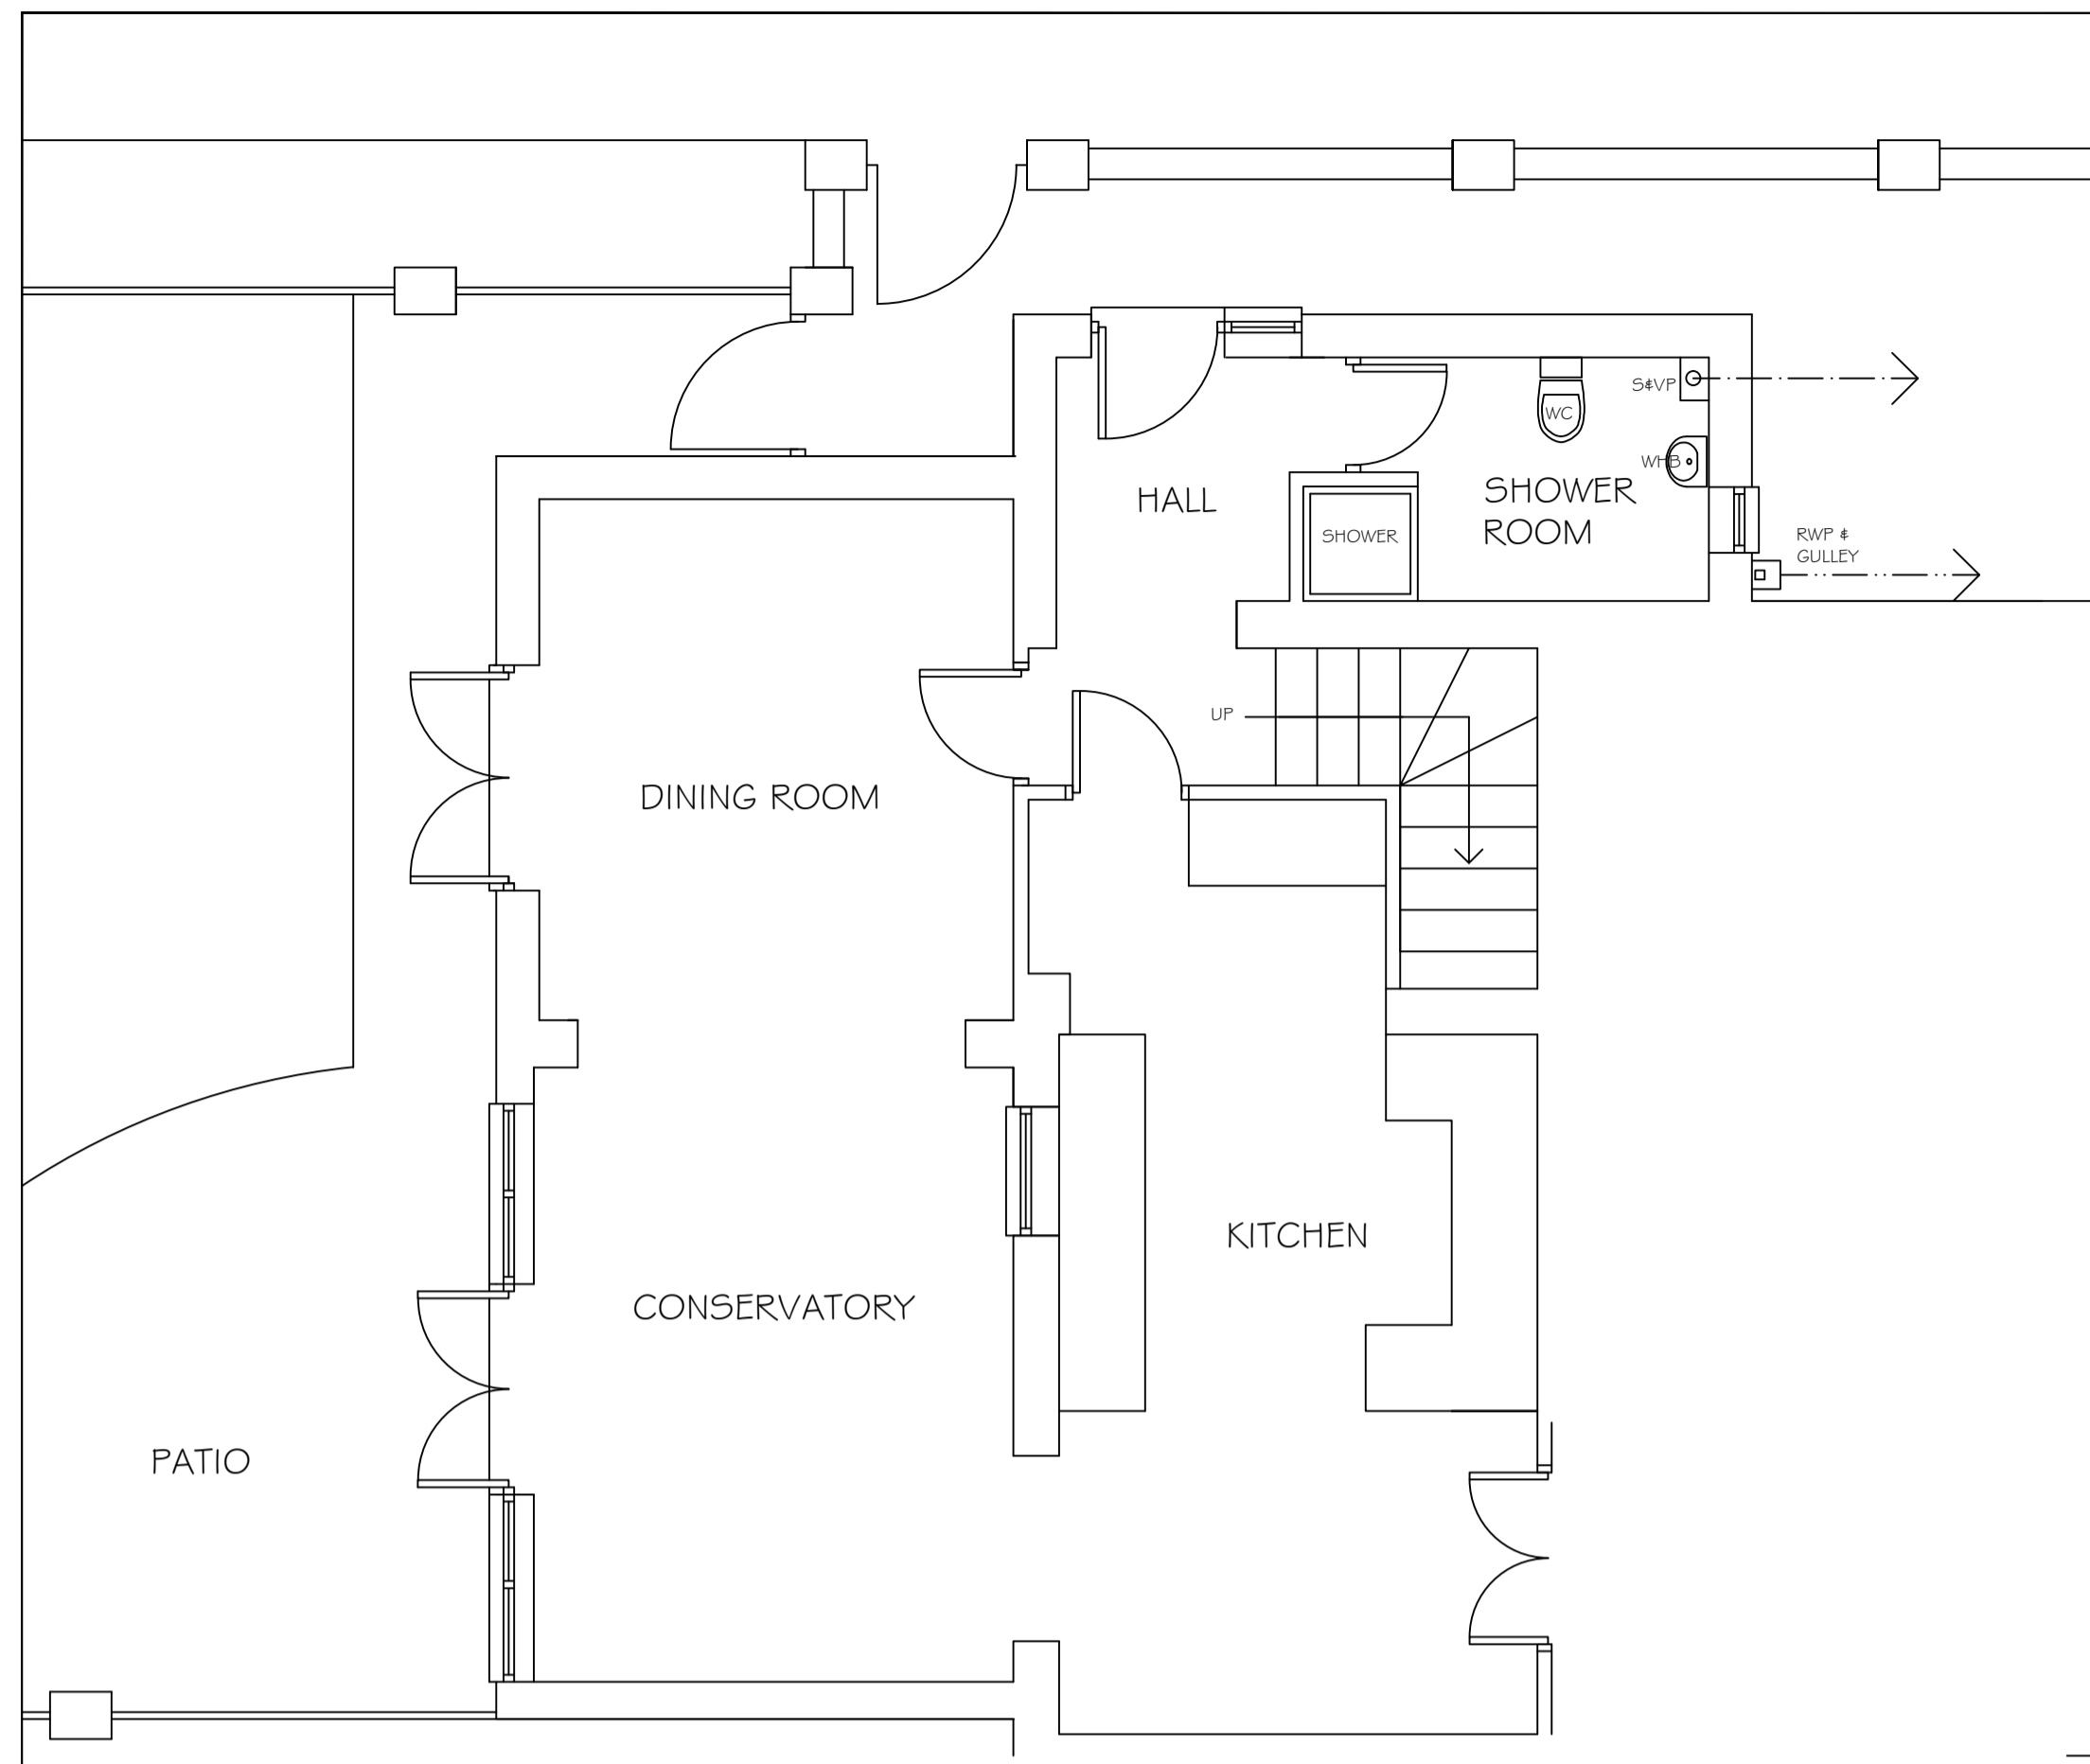 S&VP
WC
WHB
HALL
SHOWER
ROOM
SHOWER
RWP &
GULLEY
UP
DINING ROOM
KITCHEN
CONSERVATORY
PATIO